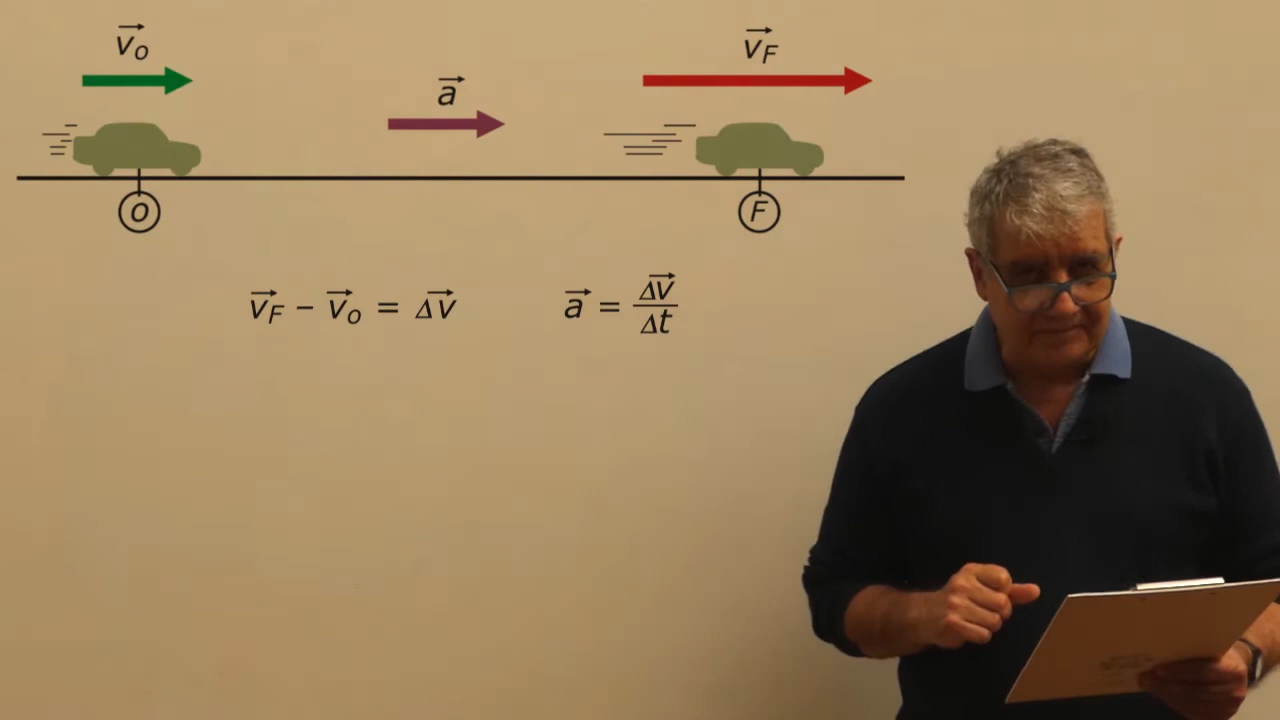 v⃗O
v⃗F
a⃗
O
F
v⃗F − v⃗O = Δv⃗
a⃗ = Δv⃗/Δt